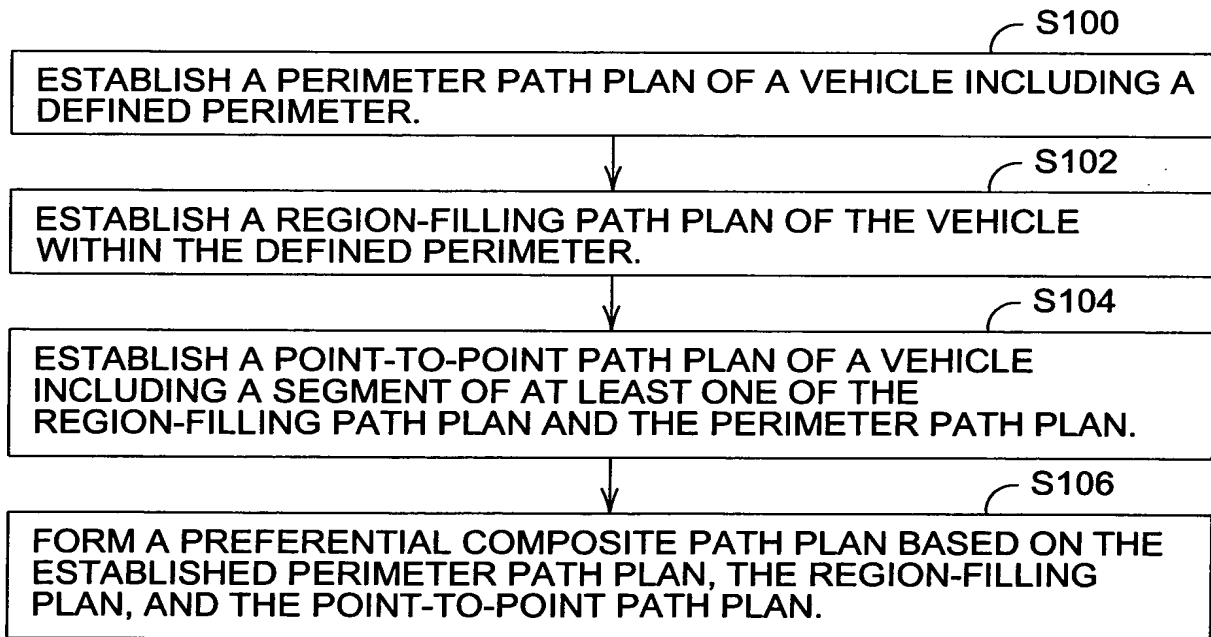 S100
ESTABLISH A PERIMETER PATH PLAN OF A VEHICLE INCLUDING A
DEFINED PERIMETER.
S102
ESTABLISH A REGION-FILLING PATH PLAN OF THE VEHICLE
WITHIN THE DEFINED PERIMETER.
S104
ESTABLISH A POINT-TO-POINT PATH PLAN OF A VEHICLE
INCLUDING A SEGMENT OF AT LEAST ONE OF THE
REGION-FILLING PATH PLAN AND THE PERIMETER PATH PLAN.
S106
FORM A PREFERENTIAL COMPOSITE PATH PLAN BASED ON THE
ESTABLISHED PERIMETER PATH PLAN, THE REGION-FILLING
PLAN, AND THE POINT-TO-POINT PATH PLAN.